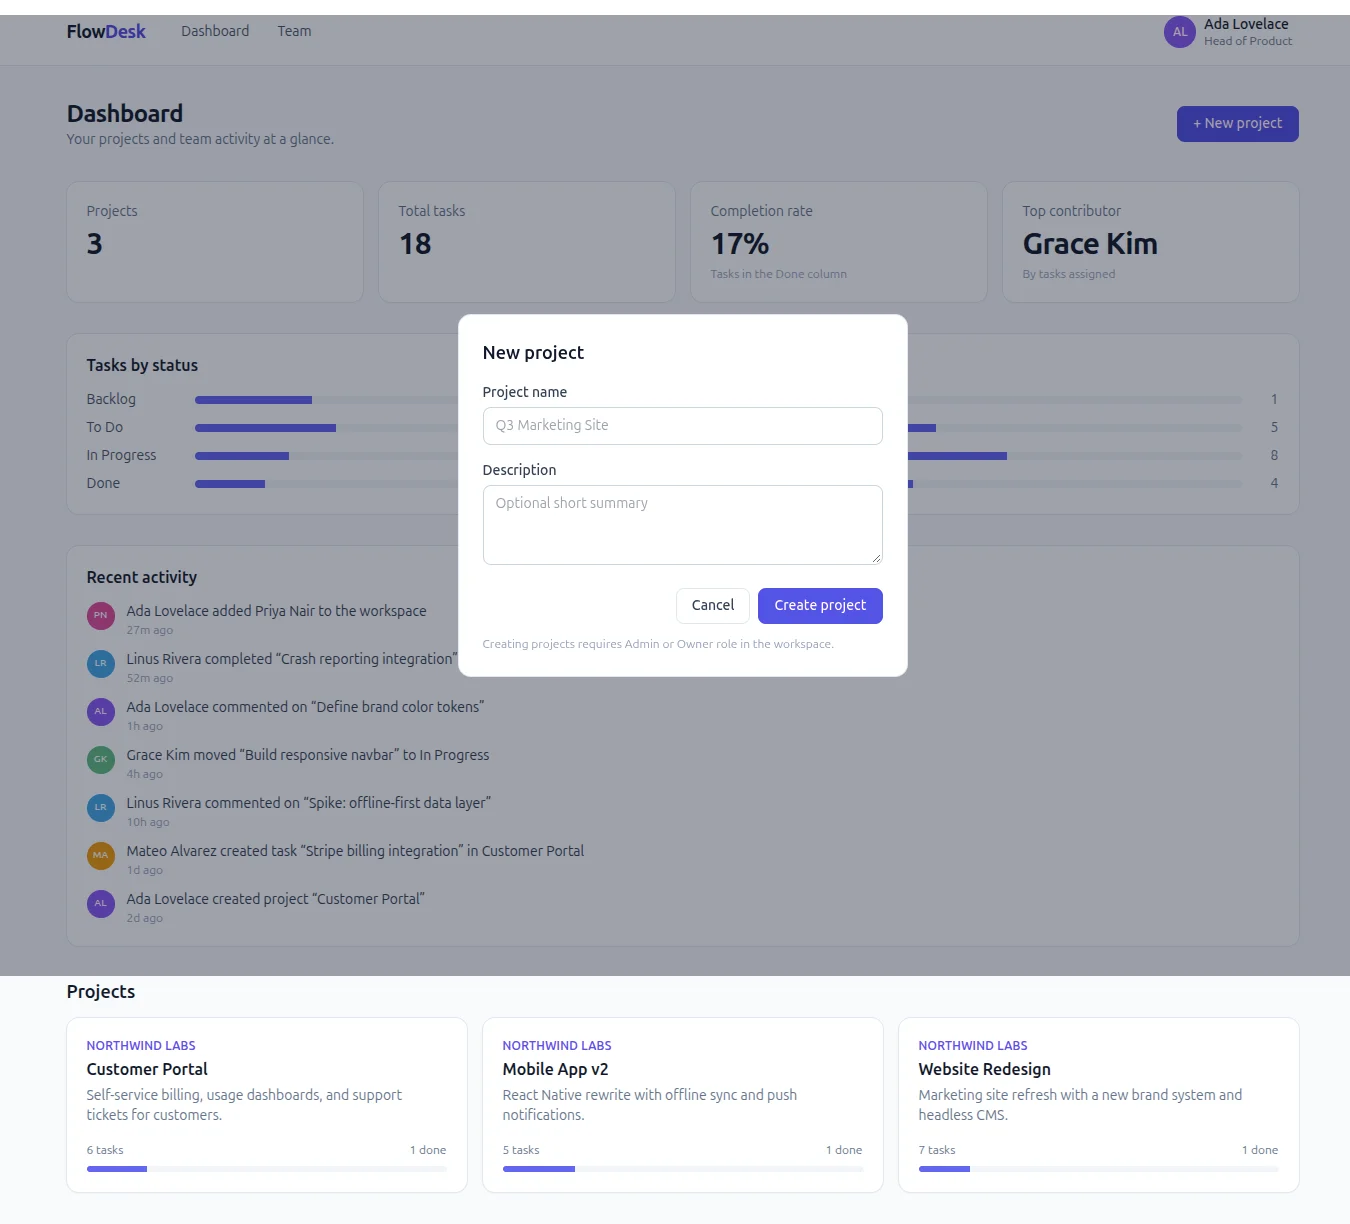 FlowDesk
Dashboard
Team
AL
Ada Lovelace
Head of Product
Dashboard
Your projects and team activity at a glance.
+ New project
Projects
3
Total tasks
18
Completion rate
17%
Tasks in the Done column
Top contributor
Grace Kim
By tasks assigned
Tasks by status
Backlog
To Do
In Progress
Done
1
5
8
4
New project
Project name
Q3 Marketing Site
Description
Optional short summary
Cancel
Create project
Creating projects requires Admin or Owner role in the workspace.
Recent activity
PN
Ada Lovelace added Priya Nair to the workspace
27m ago
LR
Linus Rivera completed “Crash reporting integration”
52m ago
AL
Ada Lovelace commented on “Define brand color tokens”
1h ago
GK
Grace Kim moved “Build responsive navbar” to In Progress
4h ago
LR
Linus Rivera commented on “Spike: offline-first data layer”
10h ago
MA
Mateo Alvarez created task “Stripe billing integration” in Customer Portal
1d ago
AL
Ada Lovelace created project “Customer Portal”
2d ago
Projects
NORTHWIND LABS
Customer Portal
Self-service billing, usage dashboards, and support
tickets for customers.
6 tasks
1 done
NORTHWIND LABS
Mobile App v2
React Native rewrite with offline sync and push
notifications.
5 tasks
1 done
NORTHWIND LABS
Website Redesign
Marketing site refresh with a new brand system and
headless CMS.
7 tasks
1 done